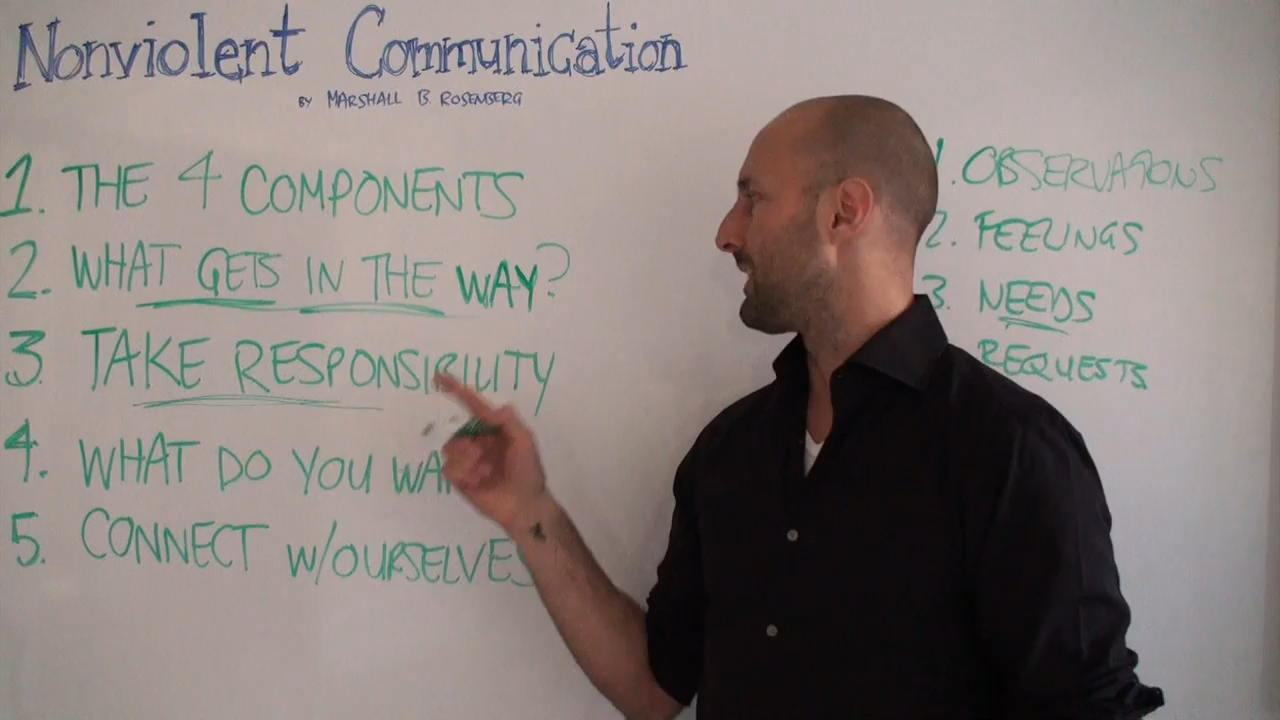 Nonviolent Communication
BY MARSHALL B. ROSENBERG
1. THE 4 COMPONENTS
2. WHAT GETS IN THE WAY?
3. TAKE RESPONSIBILITY
4. WHAT DO YOU
5. CONNECT W/OURSELVES
1. OBSERVATIONS
2. FEELINGS
3. NEEDS
REQUESTS